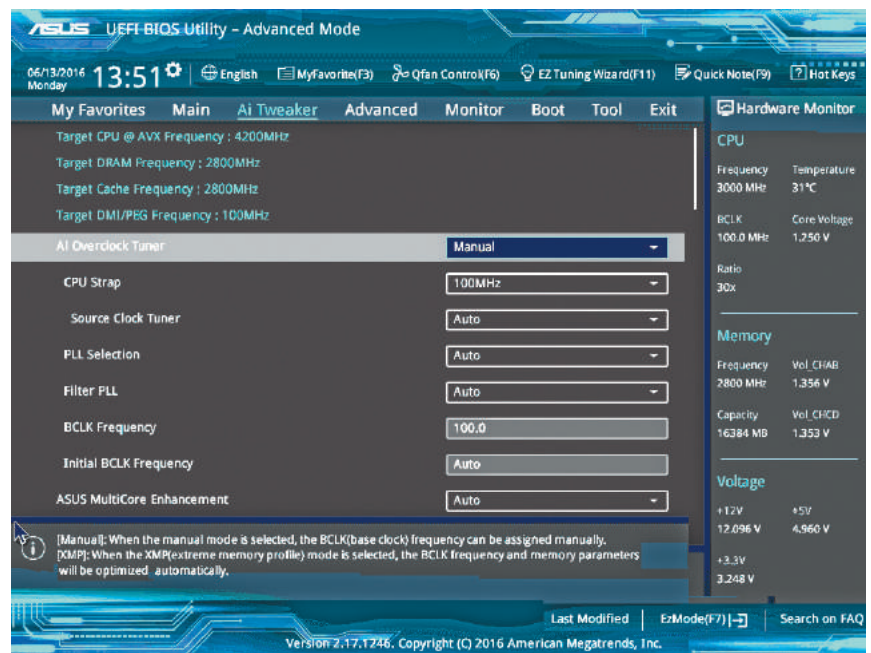 ASUS UEFI BIOS Utility – Advanced Mode
06/13/2016 Monday 13:51 English MyFavorite(F3) Qfan Control(F6) EZ Tuning Wizard(F11) Quick Note(F9) ? Hot Keys
My Favorites Main Ai Tweaker Advanced Monitor Boot Tool Exit
Target CPU @ AVX Frequency : 4200MHz
Target DRAM Frequency : 2800MHz
Target Cache Frequency : 2800MHz
Target DMI/PEG Frequency : 100MHz
AI Overclock Tuner Manual
CPU Strap 100MHz
Source Clock Tuner Auto
PLL Selection Auto
Filter PLL Auto
BCLK Frequency 100.0
Initial BCLK Frequency Auto
ASUS MultiCore Enhancement Auto
[Manual]: When the manual mode is selected, the BCLK(base clock) frequency can be assigned manually.
[XMP]: When the XMP(extreme memory profile) mode is selected, the BCLK frequency and memory parameters
will be optimized automatically.
Hardware Monitor
CPU
Frequency Temperature
3000 MHz 31°C
BCLK Core Voltage
100.0 MHz 1.250 V
Ratio
30x
Memory
Frequency Vol_CHAB
2800 MHz 1.356 V
Capacity Vol_CHCD
16384 MB 1.353 V
Voltage
+12V +5V
12.096 V 4.960 V
+3.3V
3.248 V
Last Modified EzMode(F7) Search on FAQ
Version 2.17.1246. Copyright (C) 2016 American Megatrends, Inc.